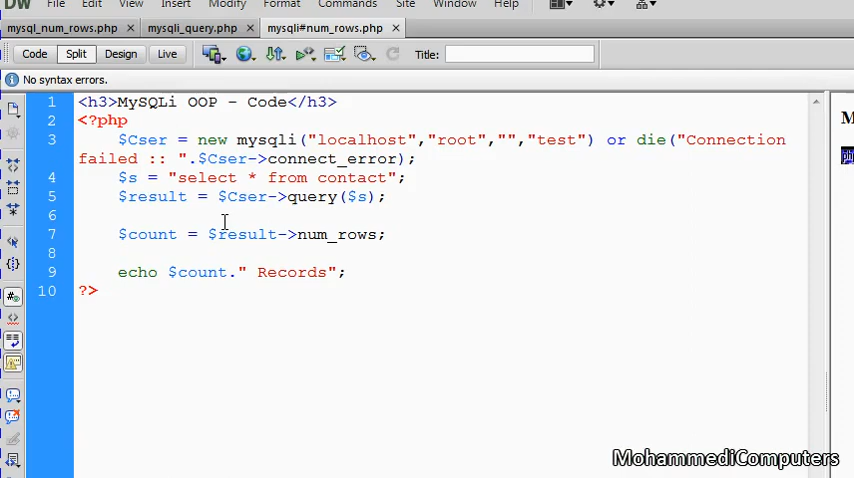 DW File Edit View Insert Modify Format Commands Site Window Help
mysql_num_rows.php × mysqli_query.php × mysqli#num_rows.php ×
Code Split Design Live Title:
No syntax errors.
1 <h3>MySQLi OOP - Code</h3>
2 <?php
3 $Cser = new mysqli("localhost","root","","test") or die("Connection
failed :: ".$Cser->connect_error);
4 $s = "select * from contact";
5 $result = $Cser->query($s);
6
7 $count = $result->num_rows;
8
9 echo $count." Records";
10 ?>
MohammediComputers